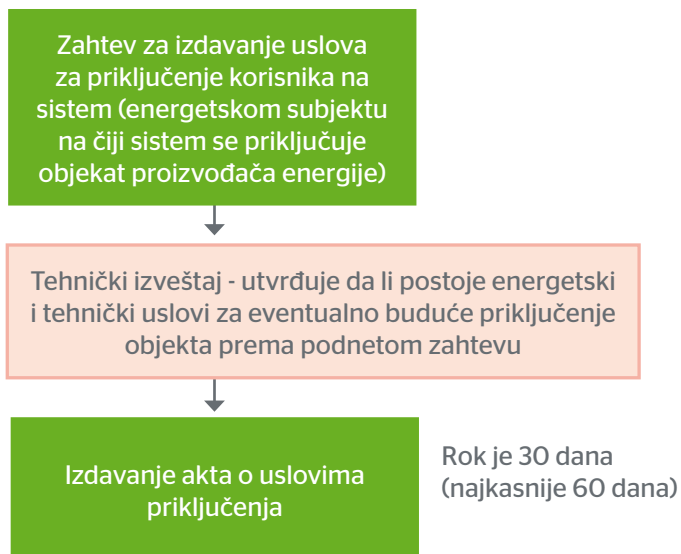 Zahtev za izdavanje uslova
za priključenje korisnika na
sistem (energetskom subjektu
na čiji sistem se priključuje
objekat proizvođača energije)
Tehnički izveštaj - utvrđuje da li postoje energetski
i tehnički uslovi za eventualno buduće priključenje
objekta prema podnetom zahtevu
Izdavanje akta o uslovima
priključenja
Rok je 30 dana
(najkasnije 60 dana)